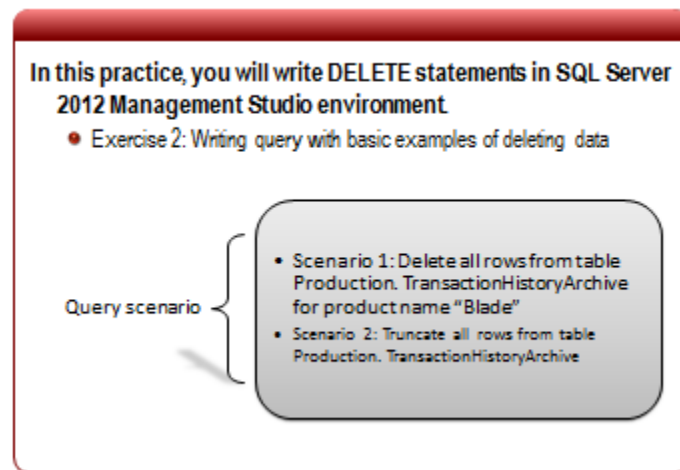 In this practice, you will write DELETE statements in SQL Server
2012 Management Studio environment.
Exercise 2: Writing query with basic examples of deleting data
Query scenario
• Scenario 1: Delete all rows from table
Production. TransactionHistoryArchive
for product name “Blade”
• Scenario 2: Truncate all rows from table
Production. TransactionHistoryArchive